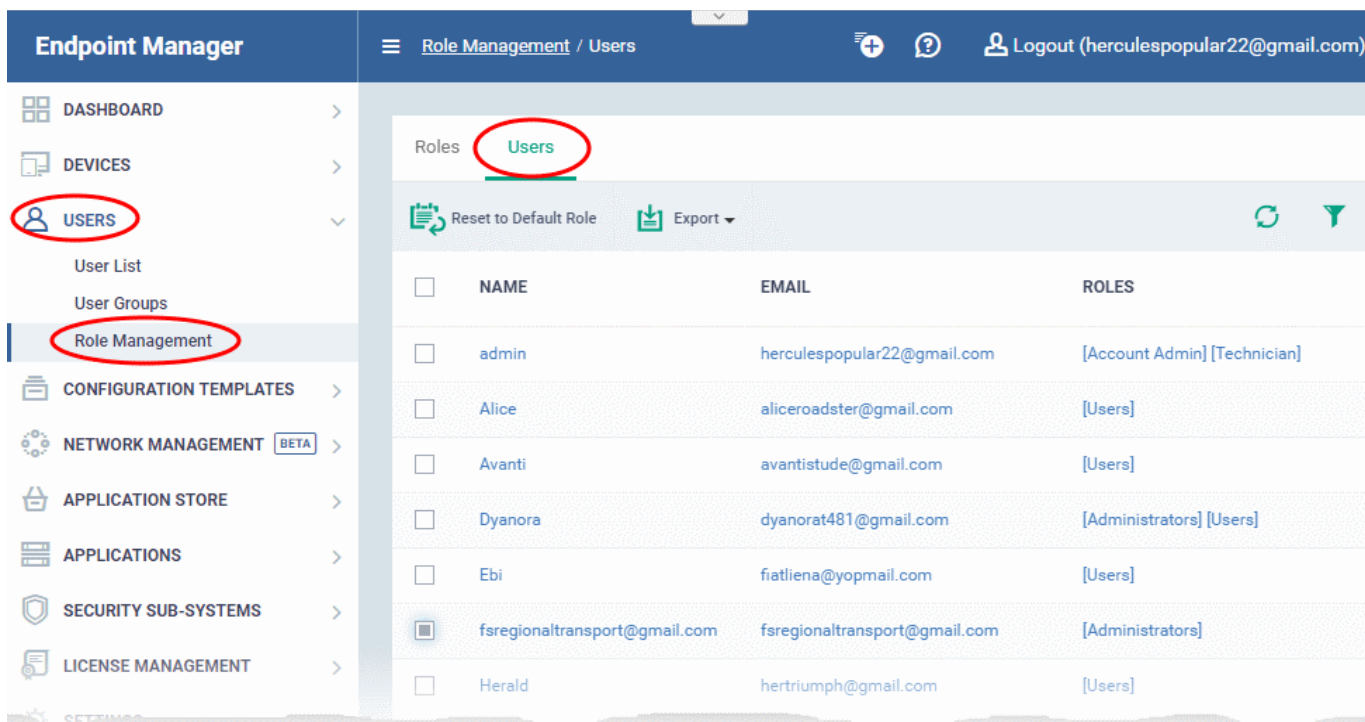 Endpoint Manager
Role Management / Users
Logout (herculespopular22@gmail.com)
DASHBOARD
DEVICES
USERS
User List
User Groups
Role Management
CONFIGURATION TEMPLATES
NETWORK MANAGEMENT BETA
APPLICATION STORE
APPLICATIONS
SECURITY SUB-SYSTEMS
LICENSE MANAGEMENT
SETTINGS
Roles Users
Reset to Default Role Export
NAME EMAIL ROLES
admin herculespopular22@gmail.com [Account Admin] [Technician]
Alice aliceroadster@gmail.com [Users]
Avanti avantistude@gmail.com [Users]
Dyanora dyanorat481@gmail.com [Administrators] [Users]
Ebi fiatliena@yopmail.com [Users]
fsregionaltransport@gmail.com fsregionaltransport@gmail.com [Administrators]
Herald hertriumph@gmail.com [Users]